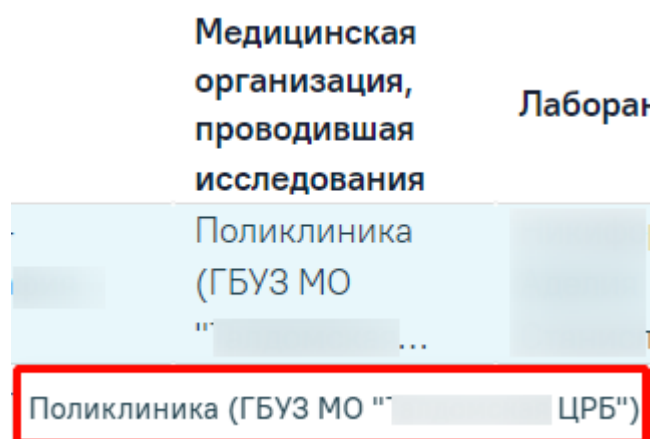 Медицинская
организация,
проводившая
исследования
Лаборан
Поликлиника
(ГБУЗ МО
"Т
...
Поликлиника (ГБУЗ МО "Т ЦРБ")